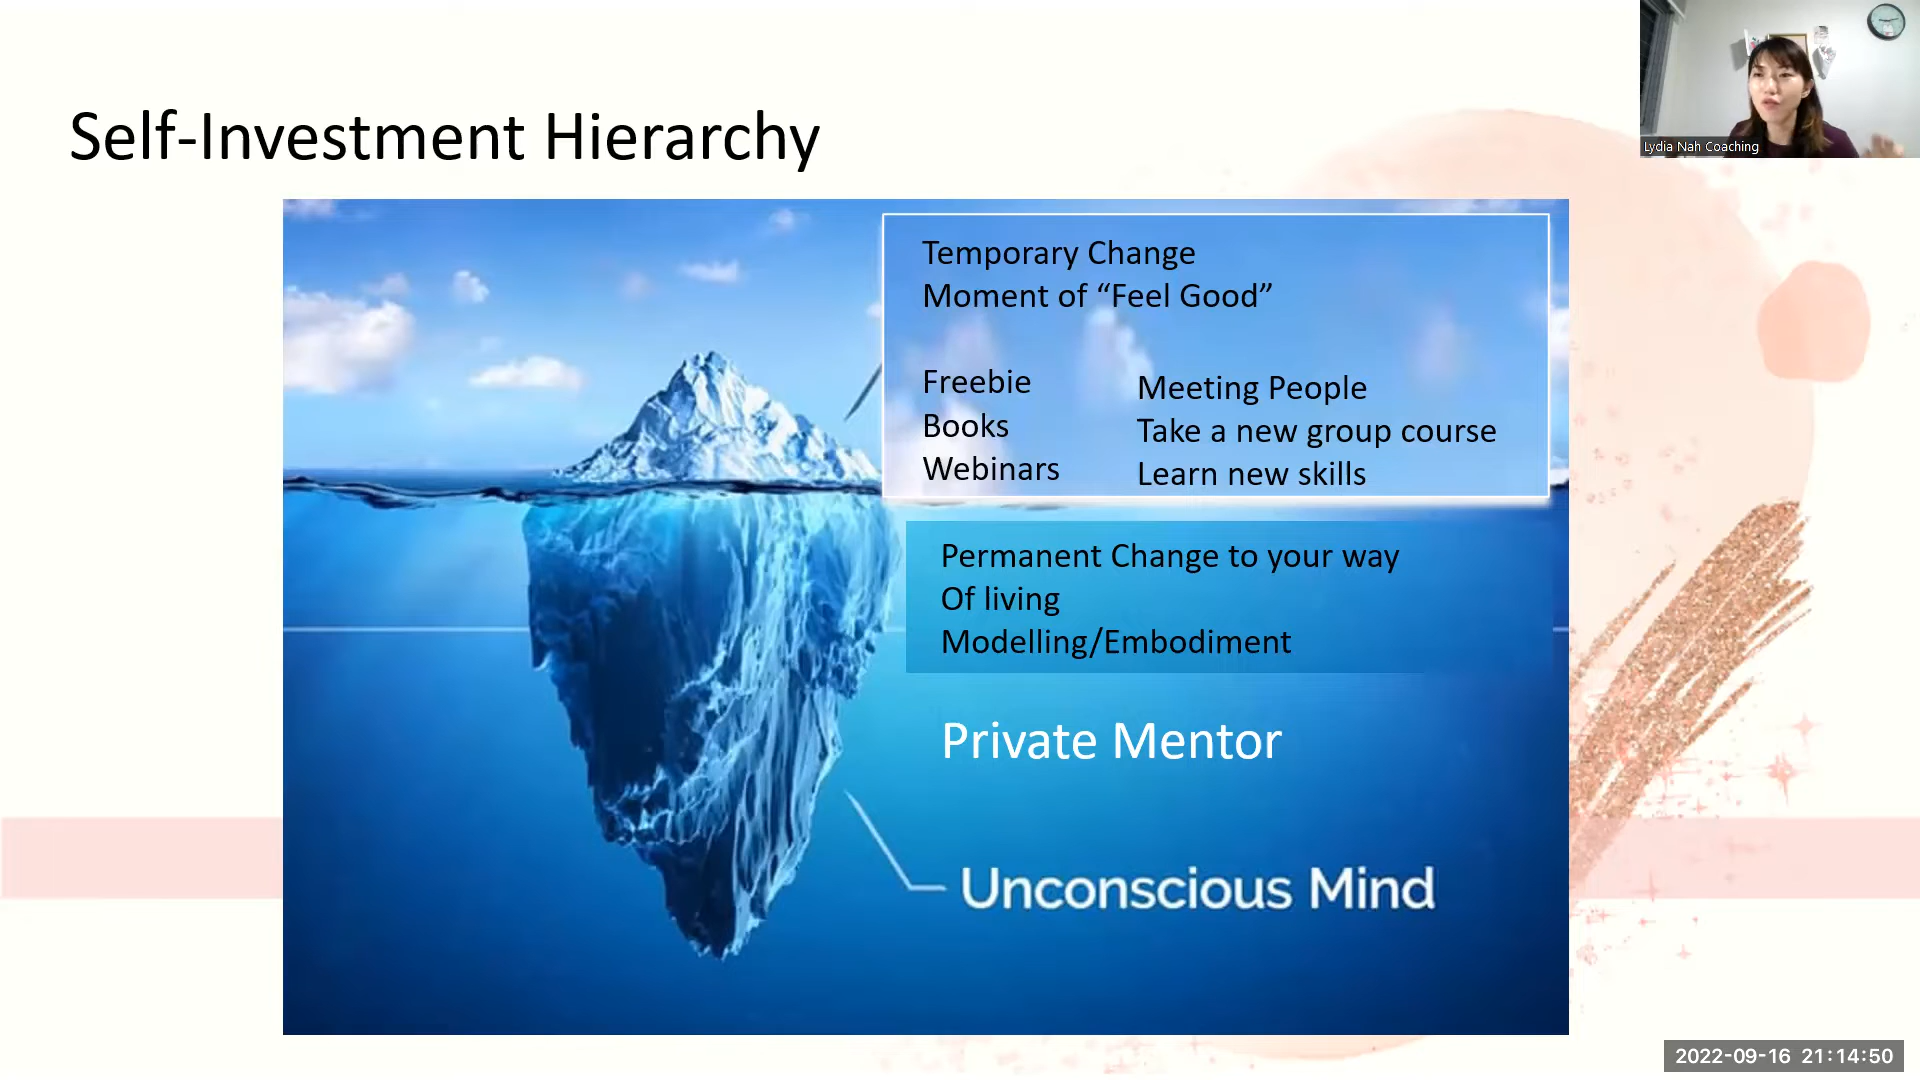 Self-Investment Hierarchy
Lydia Nah Coaching
Temporary Change
Moment of “Feel Good”
Freebie
Books
Webinars
Meeting People
Take a new group course
Learn new skills
Permanent Change to your way
Of living
Modelling/Embodiment
Private Mentor
Unconscious Mind
2022-09-16 21:14:50